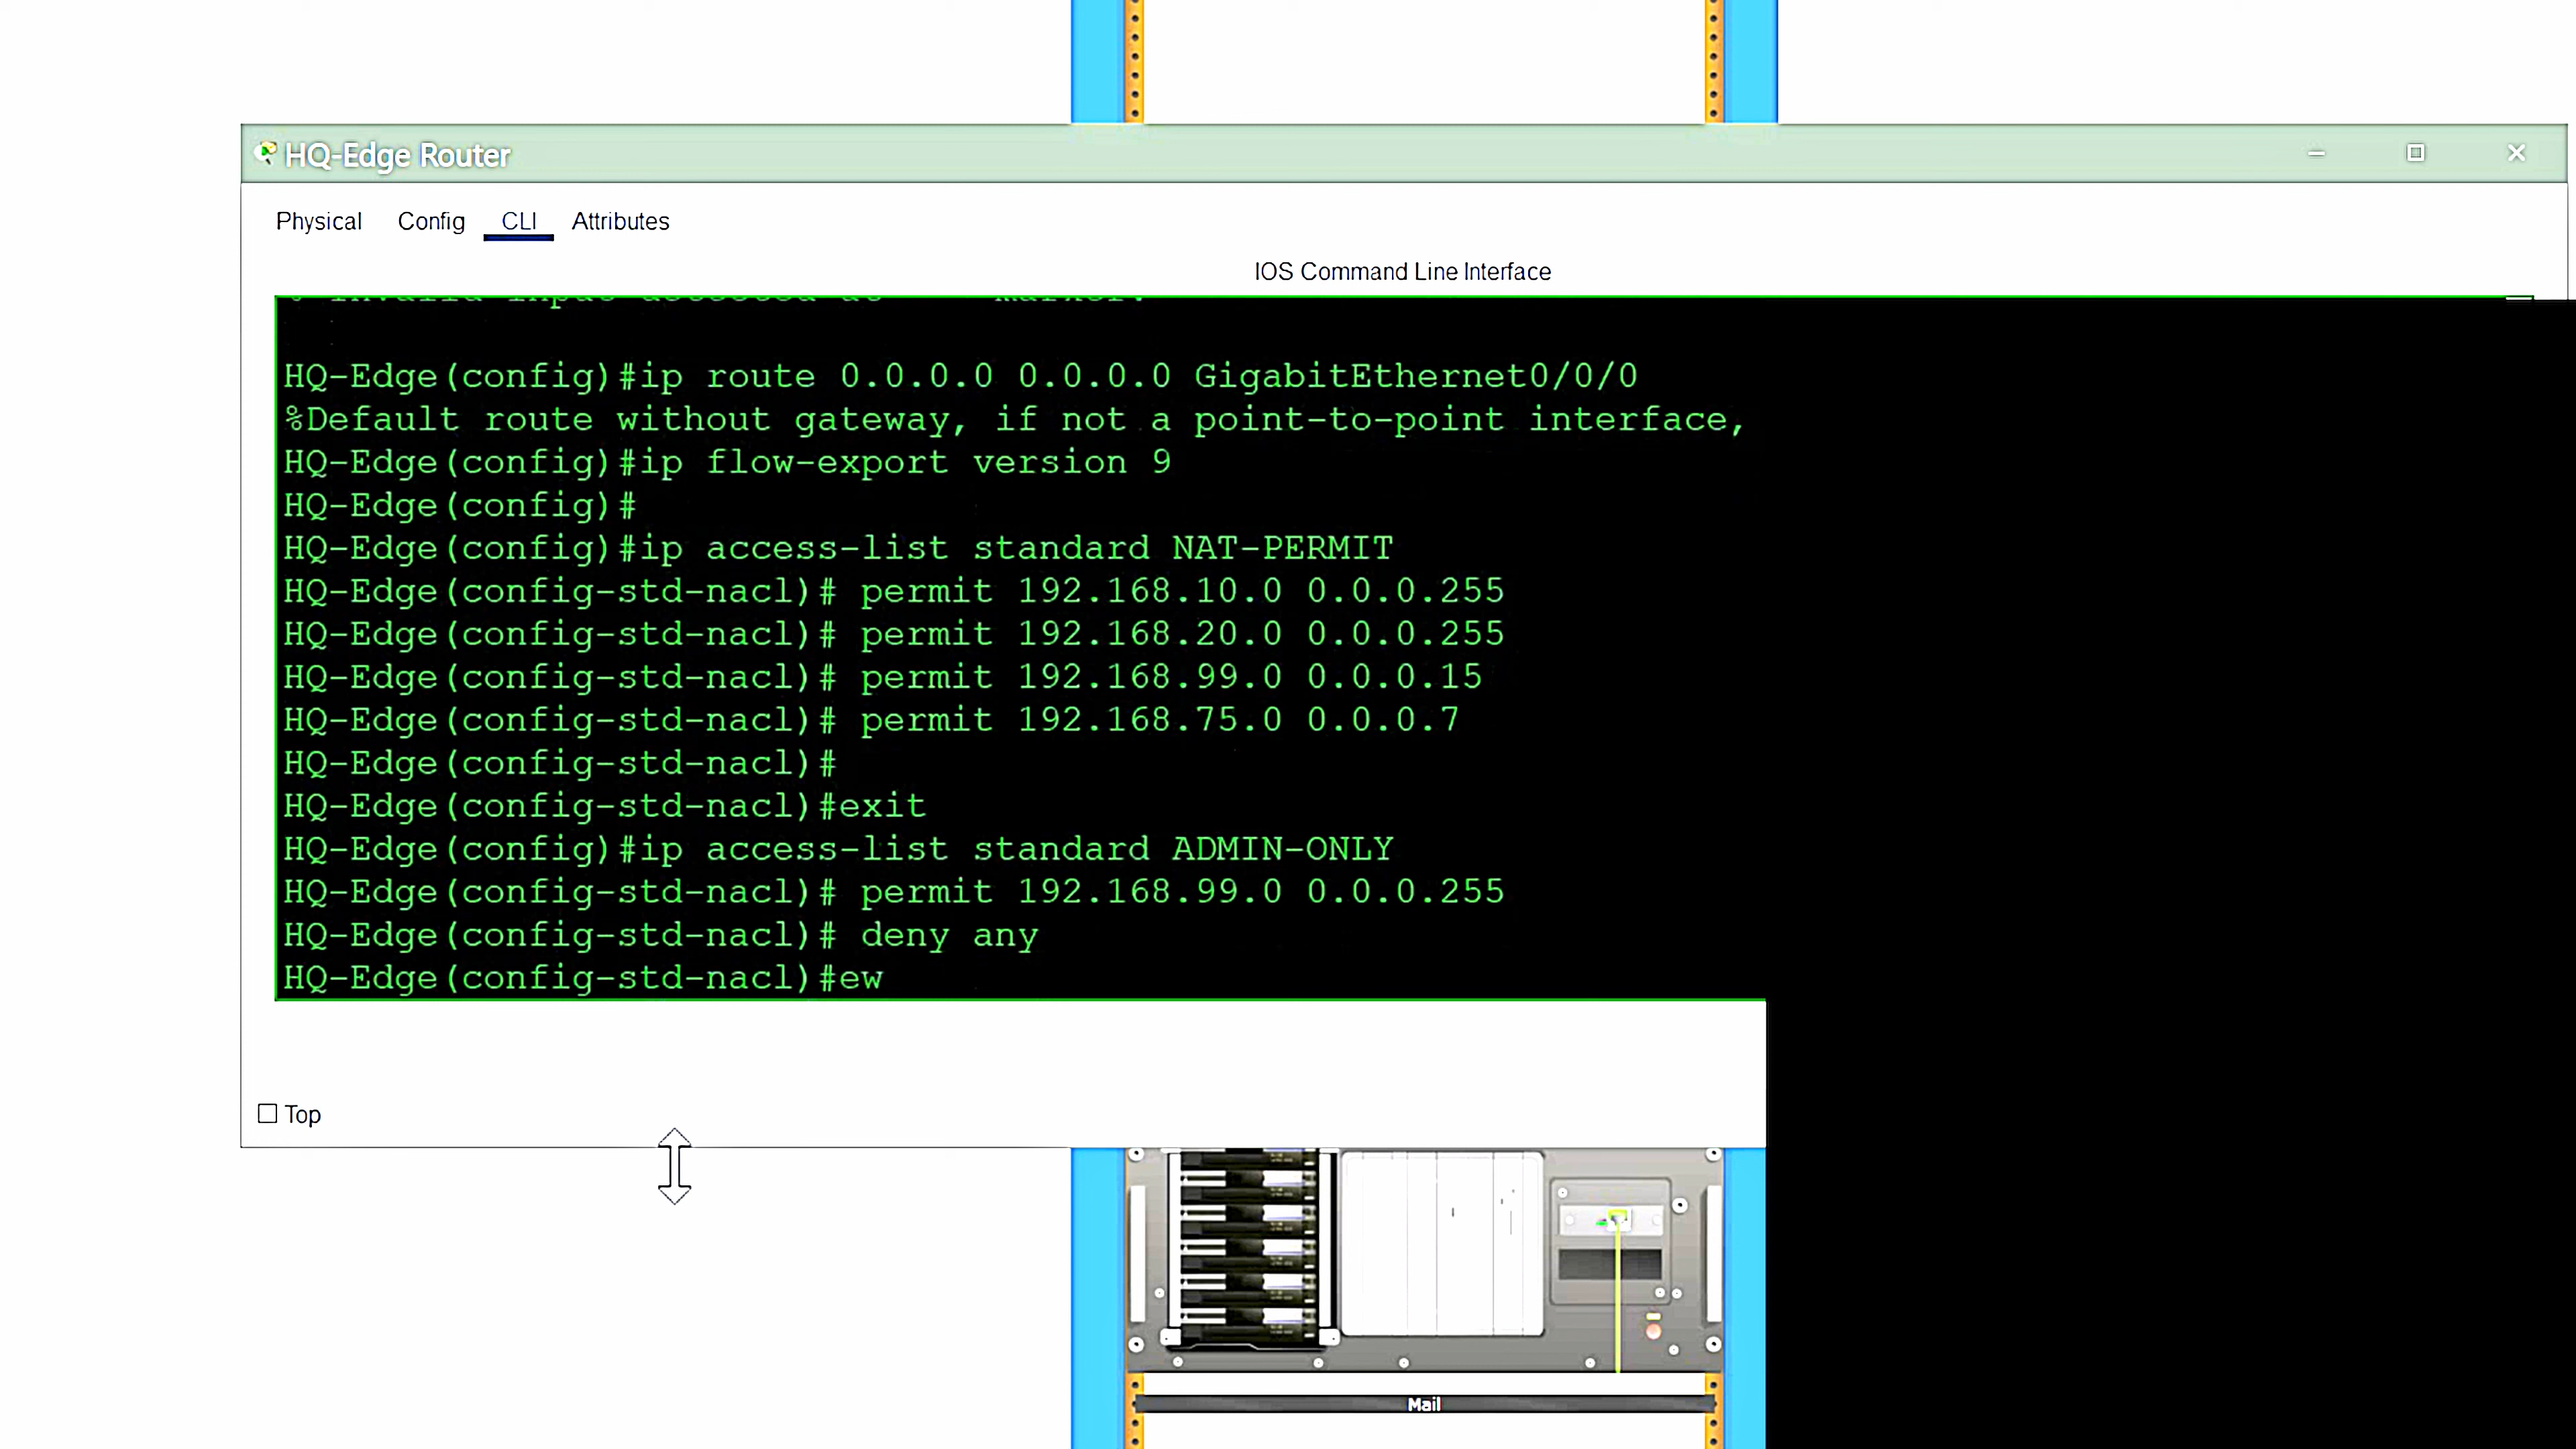 HQ-Edge Router
Physical Config CLI Attributes
IOS Command Line Interface
HQ-Edge(config)#ip route 0.0.0.0 0.0.0.0 GigabitEthernet0/0/0
%Default route without gateway, if not a point-to-point interface,
HQ-Edge(config)#ip flow-export version 9
HQ-Edge(config)#
HQ-Edge(config)#ip access-list standard NAT-PERMIT
HQ-Edge(config-std-nacl)# permit 192.168.10.0 0.0.0.255
HQ-Edge(config-std-nacl)# permit 192.168.20.0 0.0.0.255
HQ-Edge(config-std-nacl)# permit 192.168.99.0 0.0.0.15
HQ-Edge(config-std-nacl)# permit 192.168.75.0 0.0.0.7
HQ-Edge(config-std-nacl)#
HQ-Edge(config-std-nacl)#exit
HQ-Edge(config)#ip access-list standard ADMIN-ONLY
HQ-Edge(config-std-nacl)# permit 192.168.99.0 0.0.0.255
HQ-Edge(config-std-nacl)# deny any
HQ-Edge(config-std-nacl)#ew
Top
Mail